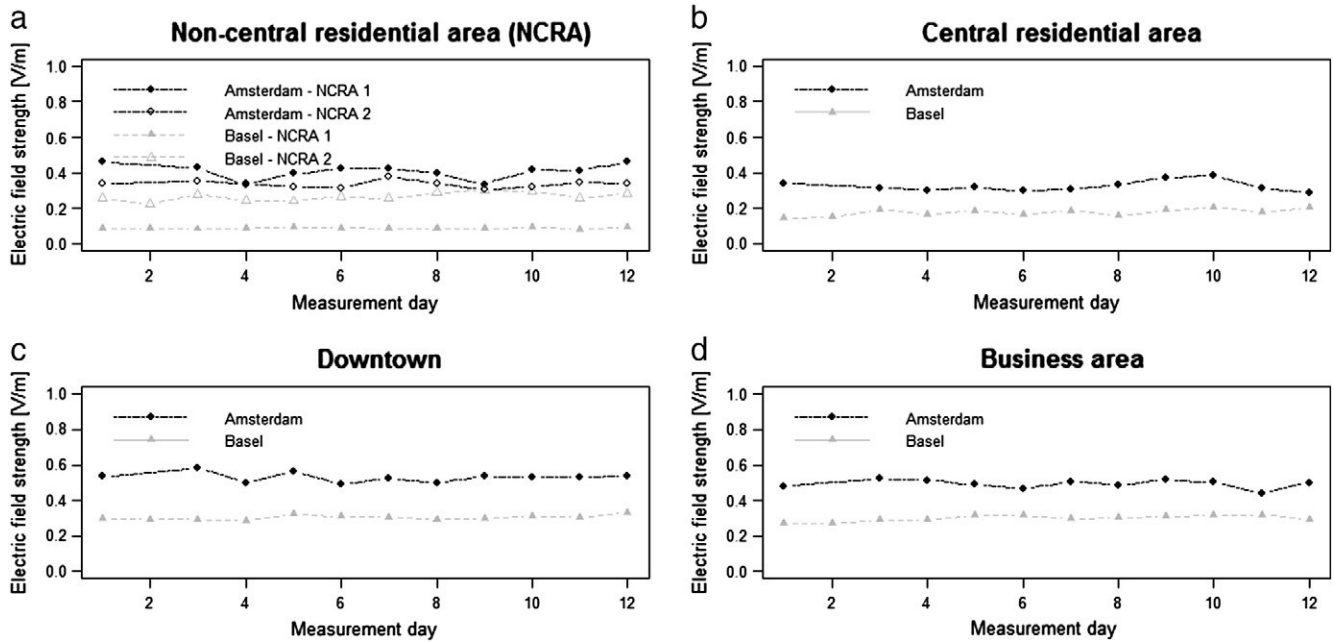 a
Non-central residential area (NCRA)
Electric field strength [V/m]
1.0
0.8
0.6
0.4
0.2
0.0
Amsterdam - NCRA 1
Amsterdam - NCRA 2
Basel - NCRA 1
Basel - NCRA 2
2 4 6 8 10 12
Measurement day
b
Central residential area
Electric field strength [V/m]
1.0
0.8
0.6
0.4
0.2
0.0
Amsterdam
Basel
2 4 6 8 10 12
Measurement day
c
Downtown
Electric field strength [V/m]
1.0
0.8
0.6
0.4
0.2
0.0
Amsterdam
Basel
2 4 6 8 10 12
Measurement day
d
Business area
Electric field strength [V/m]
1.0
0.8
0.6
0.4
0.2
0.0
Amsterdam
Basel
2 4 6 8 10 12
Measurement day